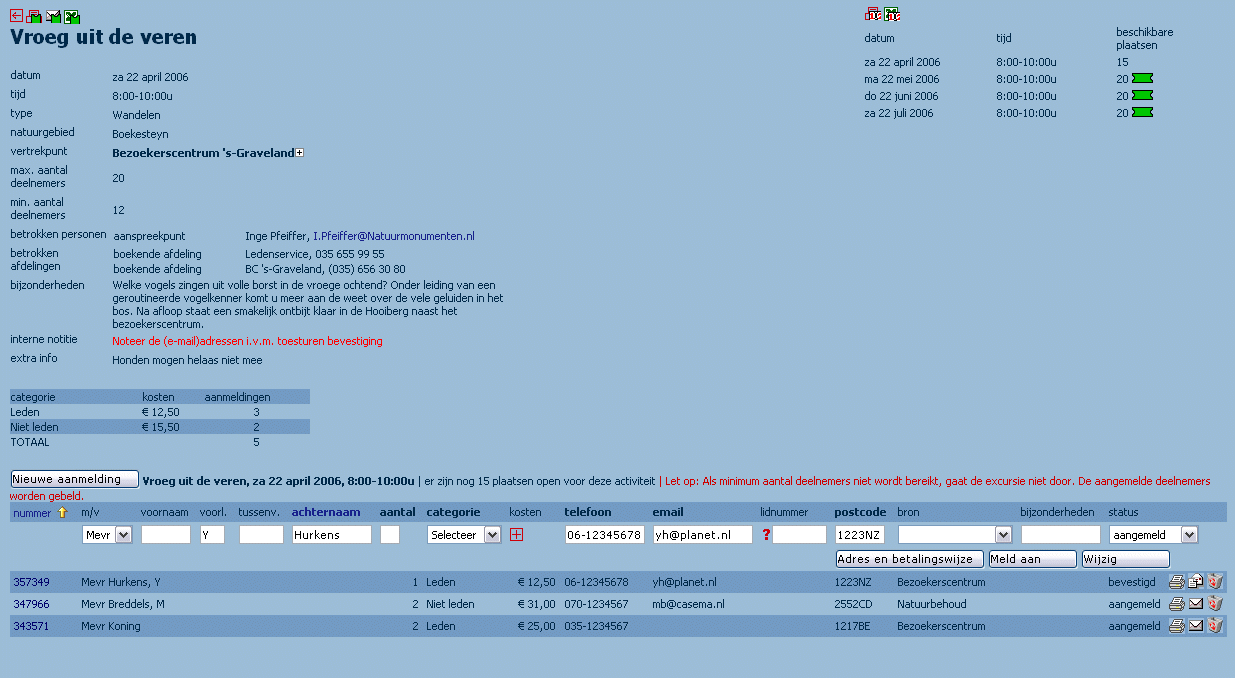 Vroeg uit de veren
datum za 22 april 2006
tijd 8:00-10:00u
type Wandelen
natuurgebied Boekesteyn
vertrekpunt Bezoekerscentrum 's-Graveland
max. aantal
deelnemers 20
min. aantal
deelnemers 12
betrokken personen aanspreekpunt Inge Pfeiffer, I.Pfeiffer@Natuurmonumenten.nl
betrokken
afdelingen
boekende afdeling Ledenservice, 035 655 99 55
boekende afdeling BC 's-Graveland, (035) 656 30 80
bijzonderheden Welke vogels zingen uit volle borst in de vroege ochtend? Onder leiding van een
geroutineerde vogelkenner komt u meer aan de weet over de vele geluiden in het
bos. Na afloop staat een smakelijk ontbijt klaar in de Hooiberg naast het
bezoekerscentrum.
interne notitie Noteer de (e-mail)adressen i.v.m. toesturen bevestiging
extra info Honden mogen helaas niet mee
datum tijd beschikbare
plaatsen
za 22 april 2006 8:00-10:00u 15
ma 22 mei 2006 8:00-10:00u 20
do 22 juni 2006 8:00-10:00u 20
za 22 juli 2006 8:00-10:00u 20
categorie kosten aanmeldingen
Leden € 12,50 3
Niet leden € 15,50 2
TOTAAL 5
Nieuwe aanmelding Vroeg uit de veren, za 22 april 2006, 8:00-10:00u | er zijn nog 15 plaatsen open voor deze activiteit | Let op: Als minimum aantal deelnemers niet wordt bereikt, gaat de excursie niet door. De aangemelde deelnemers
worden gebeld.
nummer m/v voornaam voorl. tussenv. achternaam aantal categorie kosten telefoon email lidnummer postcode bron bijzonderheden status
Mevr Y Hurkens Selecteer 06-12345678 yh@planet.nl ? 1223NZ aangemeld
Adres en betalingswijze Meld aan Wijzig
357349 Mevr Hurkens, Y 1 Leden € 12,50 06-12345678 yh@planet.nl 1223NZ Bezoekerscentrum bevestigd
347966 Mevr Breddels, M 2 Niet leden € 31,00 070-1234567 mb@casema.nl 2552CD Natuurbehoud aangemeld
343571 Mevr Koning 2 Leden € 25,00 035-1234567 1217BE Bezoekerscentrum aangemeld